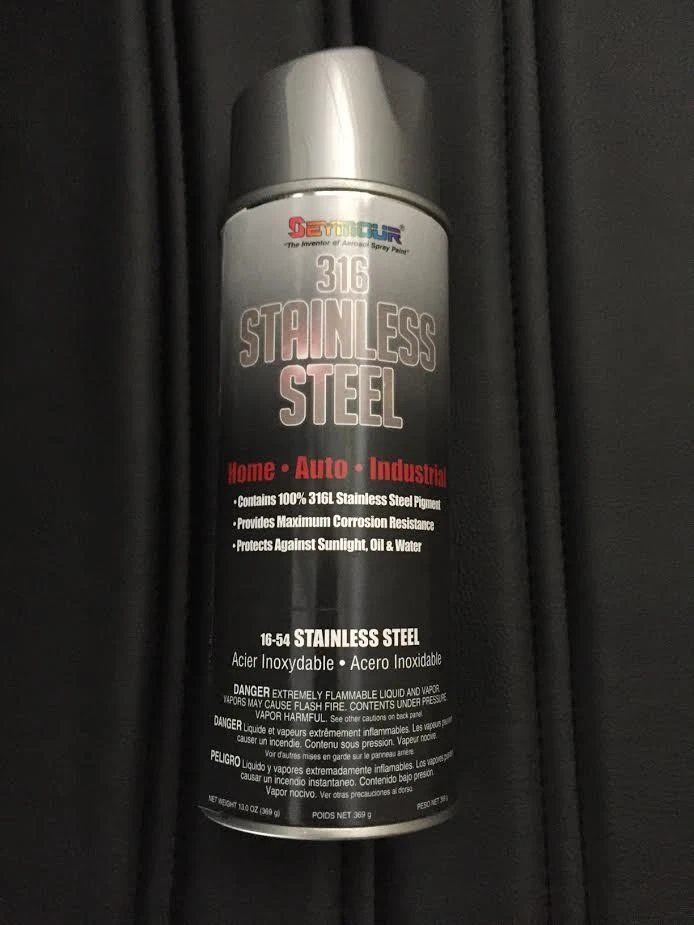 SEYMOUR®
"The Inventor of Aerosol Spray Paint"
316
STAINLESS
STEEL
Home • Auto • Industrial
• Contains 100% 316L Stainless Steel Pigment
• Provides Maximum Corrosion Resistance
• Protects Against Sunlight, Oil & Water
16-54 STAINLESS STEEL
Acier Inoxydable • Acero Inoxidable
DANGER EXTREMELY FLAMMABLE LIQUID AND VAPOR.
VAPORS MAY CAUSE FLASH FIRE. CONTENTS UNDER PRESSURE.
VAPOR HARMFUL. See other cautions on back panel.
DANGER Liquide et vapeurs extrêmement inflammables. Les vapeurs
causer un incendie. Contenu sous pression. Vapeur nocive.
Voir d'autres mises en garde sur le panneau arrière.
PELIGRO Líquido y vapores extremadamente inflamables. Los vapores
causar un incendio instantaneo. Contenido bajo presión.
Vapor nocivo. Ver otras precauciones al dorso.
NET WEIGHT 13.0 OZ (369 g) POIDS NET 369 g PESO NET 369 g